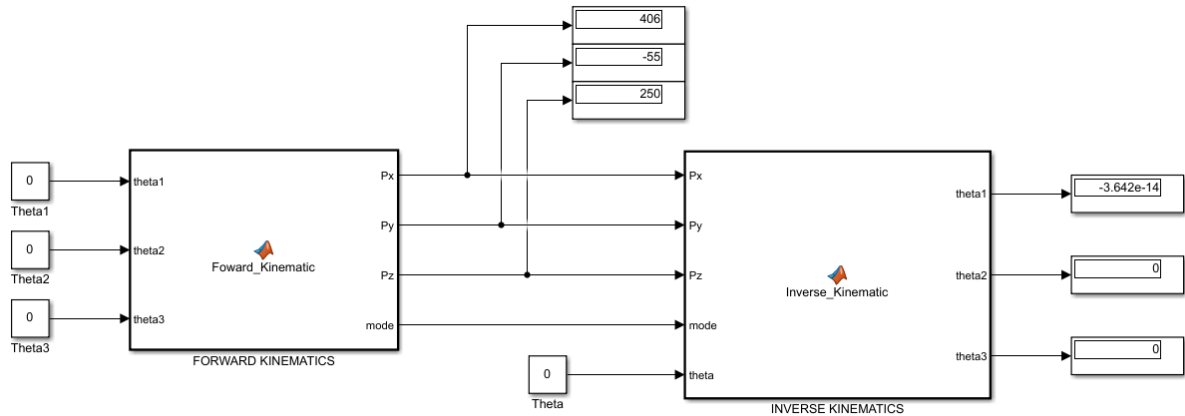 406
-55
250
0
Theta1
0
Theta2
0
Theta3
theta1
theta2
theta3
Foward_Kinematic
Px
Py
Pz
mode
FORWARD KINEMATICS
0
Theta
Px
Py
Pz
mode
theta
Inverse_Kinematic
theta1
theta2
theta3
INVERSE KINEMATICS
-3.642e-14
0
0